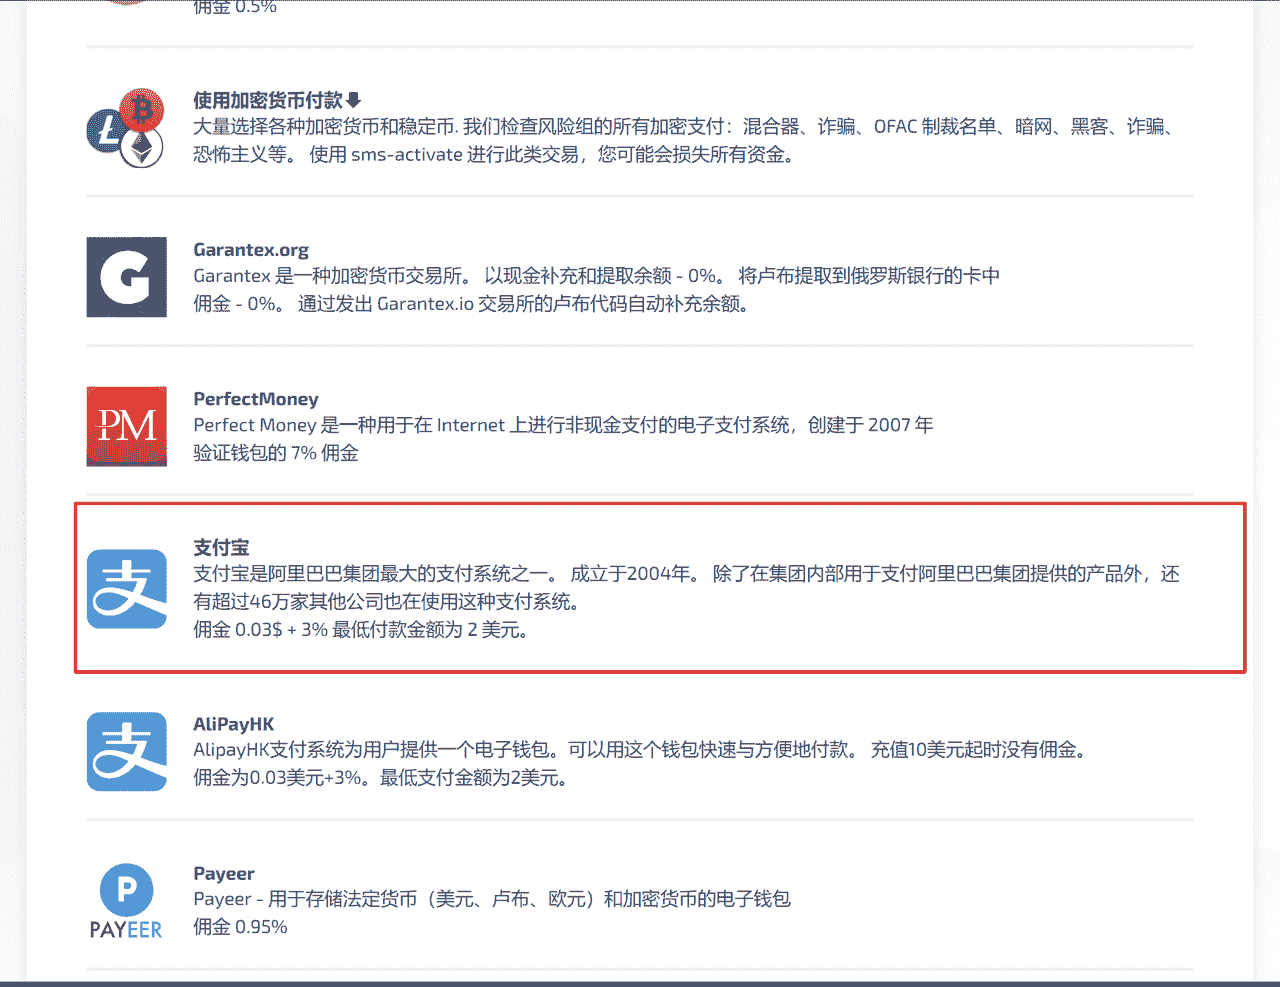 佣金 0.5%
使用加密货币付款⬇
大量选择各种加密货币和稳定币. 我们检查风险组的所有加密支付：混合器、诈骗、OFAC 制裁名单、暗网、黑客、诈骗、
恐怖主义等。 使用 sms-activate 进行此类交易，您可能会损失所有资金。
Garantex.org
Garantex 是一种加密货币交易所。 以现金补充和提取余额 - 0%。 将卢布提取到俄罗斯银行的卡中
佣金 - 0%。 通过发出 Garantex.io 交易所的卢布代码自动补充余额。
PM
PerfectMoney
Perfect Money 是一种用于在 Internet 上进行非现金支付的电子支付系统，创建于 2007 年
验证钱包的 7% 佣金
支
支付宝
支付宝是阿里巴巴集团最大的支付系统之一。 成立于2004年。 除了在集团内部用于支付阿里巴巴集团提供的产品外，还
有超过46万家其他公司也在使用这种支付系统。
佣金 0.03$ + 3% 最低付款金额为 2 美元。
支
AliPayHK
AlipayHK支付系统为用户提供一个电子钱包。可以用这个钱包快速与方便地付款。 充值10美元起时没有佣金。
佣金为0.03美元+3%。最低支付金额为2美元。
P
PAYEER
Payeer
Payeer - 用于存储法定货币（美元、卢布、欧元）和加密货币的电子钱包
佣金 0.95%